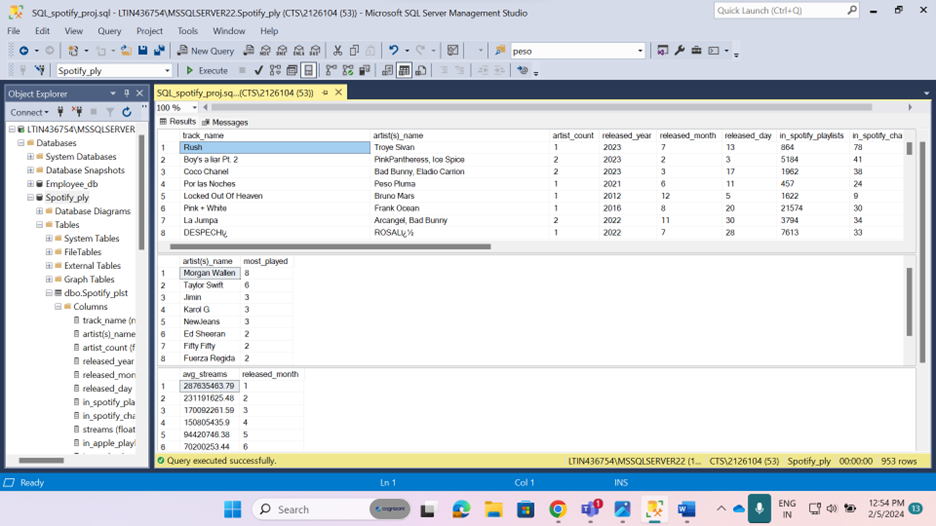 SQL_spotify_proj.sql - LTIN436754\MSSQLSERVER22.Spotify_ply (CTS\2126104 (53)) - Microsoft SQL Server Management Studio
Quick Launch (Ctrl+Q)
File Edit View Query Project Tools Window Help
New Query peso
Spotify_ply Execute
Object Explorer
SQL_spotify_proj.sq...(CTS\2126104 (53))
Connect
100 %
Results Messages
LTIN436754\MSSQLSERVER
Databases
System Databases
Database Snapshots
Employee_db
Spotify_ply
Database Diagrams
Tables
System Tables
FileTables
External Tables
Graph Tables
dbo.Spotify_plst
Columns
track_name (n
artist(s)_name
artist_count (f
released_year
released_mon
released_day
in_spotify_pla
in_spotify_cha
streams (float
in_apple_playl
track_name artist(s)_name artist_count released_year released_month released_day in_spotify_playlists in_spotify_cha
1 Rush Troye Sivan 1 2023 7 13 864 78
2 Boy's a liar Pt. 2 PinkPantheress, Ice Spice 2 2023 2 3 5184 41
3 Coco Chanel Bad Bunny, Eladio Carrion 2 2023 3 17 1962 38
4 Por las Noches Peso Pluma 1 2021 6 11 457 24
5 Locked Out Of Heaven Bruno Mars 1 2012 12 5 1622 9
6 Pink + White Frank Ocean 1 2016 8 20 21574 30
7 La Jumpa Arcangel, Bad Bunny 2 2022 11 30 3794 34
8 DESPECHï¿ ROSALï¿½ 1 2022 7 28 7613 33
artist(s)_name most_played
1 Morgan Wallen 8
2 Taylor Swift 6
3 Jimin 3
4 Karol G 3
5 NewJeans 3
6 Ed Sheeran 2
7 Fifty Fifty 2
8 Fuerza Regida 2
avg_streams released_month
1 287635463.79 1
2 231191625.48 2
3 170092261.59 3
4 150805435.9 4
5 94420746.38 5
6 70200253.44 6
Query executed successfully. LTIN436754\MSSQLSERVER22 (1... CTS\2126104 (53) Spotify_ply 00:00:00 953 rows
Ready Ln 1 Col 1 INS
Search cognizant 1 ENG
IN 12:54 PM
2/5/2024 13